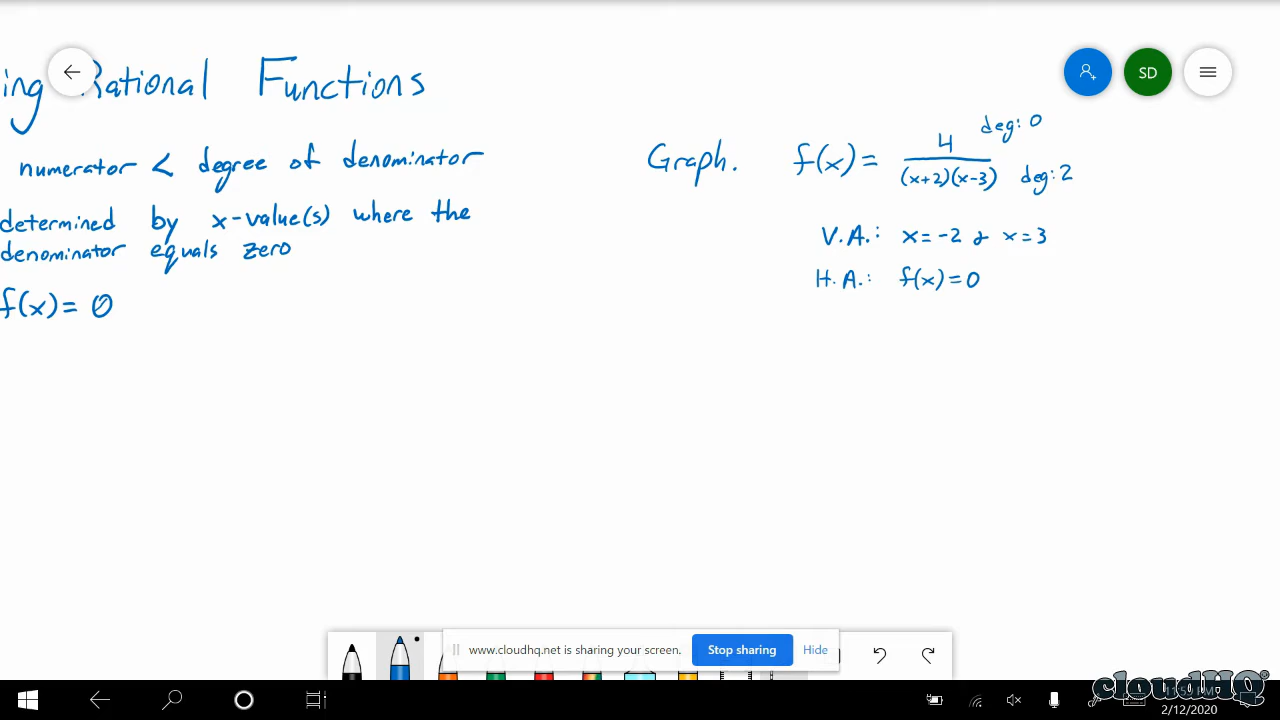 ing Rational Functions
numerator < degree of denominator
determined by x-value(s) where the
denominator equals zero
f(x) = 0
SD
Graph. f(x) = 4 / (x+2)(x-3) deg: 0 deg: 2
V.A.: x = -2 & x = 3
H.A.: f(x) = 0
www.cloudhq.net is sharing your screen. Stop sharing Hide
cloudHQ
2/12/2020